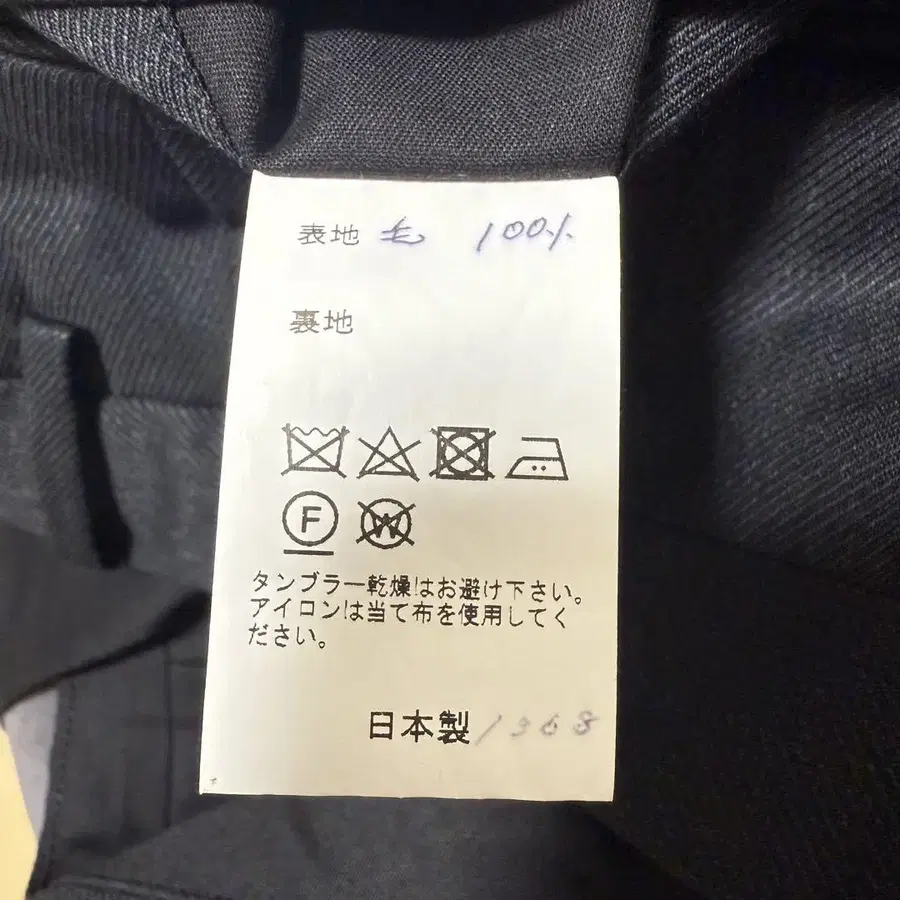 表地 毛 100%
裏地
F W
タンブラー乾燥はお避け下さい。
アイロンは当て布を使用してく
ださい。
日本製 1368